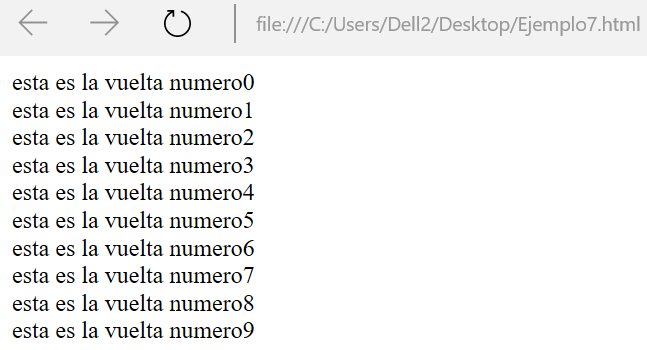 file:///C:/Users/Dell2/Desktop/Ejemplo7.html
esta es la vuelta numero0
esta es la vuelta numero1
esta es la vuelta numero2
esta es la vuelta numero3
esta es la vuelta numero4
esta es la vuelta numero5
esta es la vuelta numero6
esta es la vuelta numero7
esta es la vuelta numero8
esta es la vuelta numero9